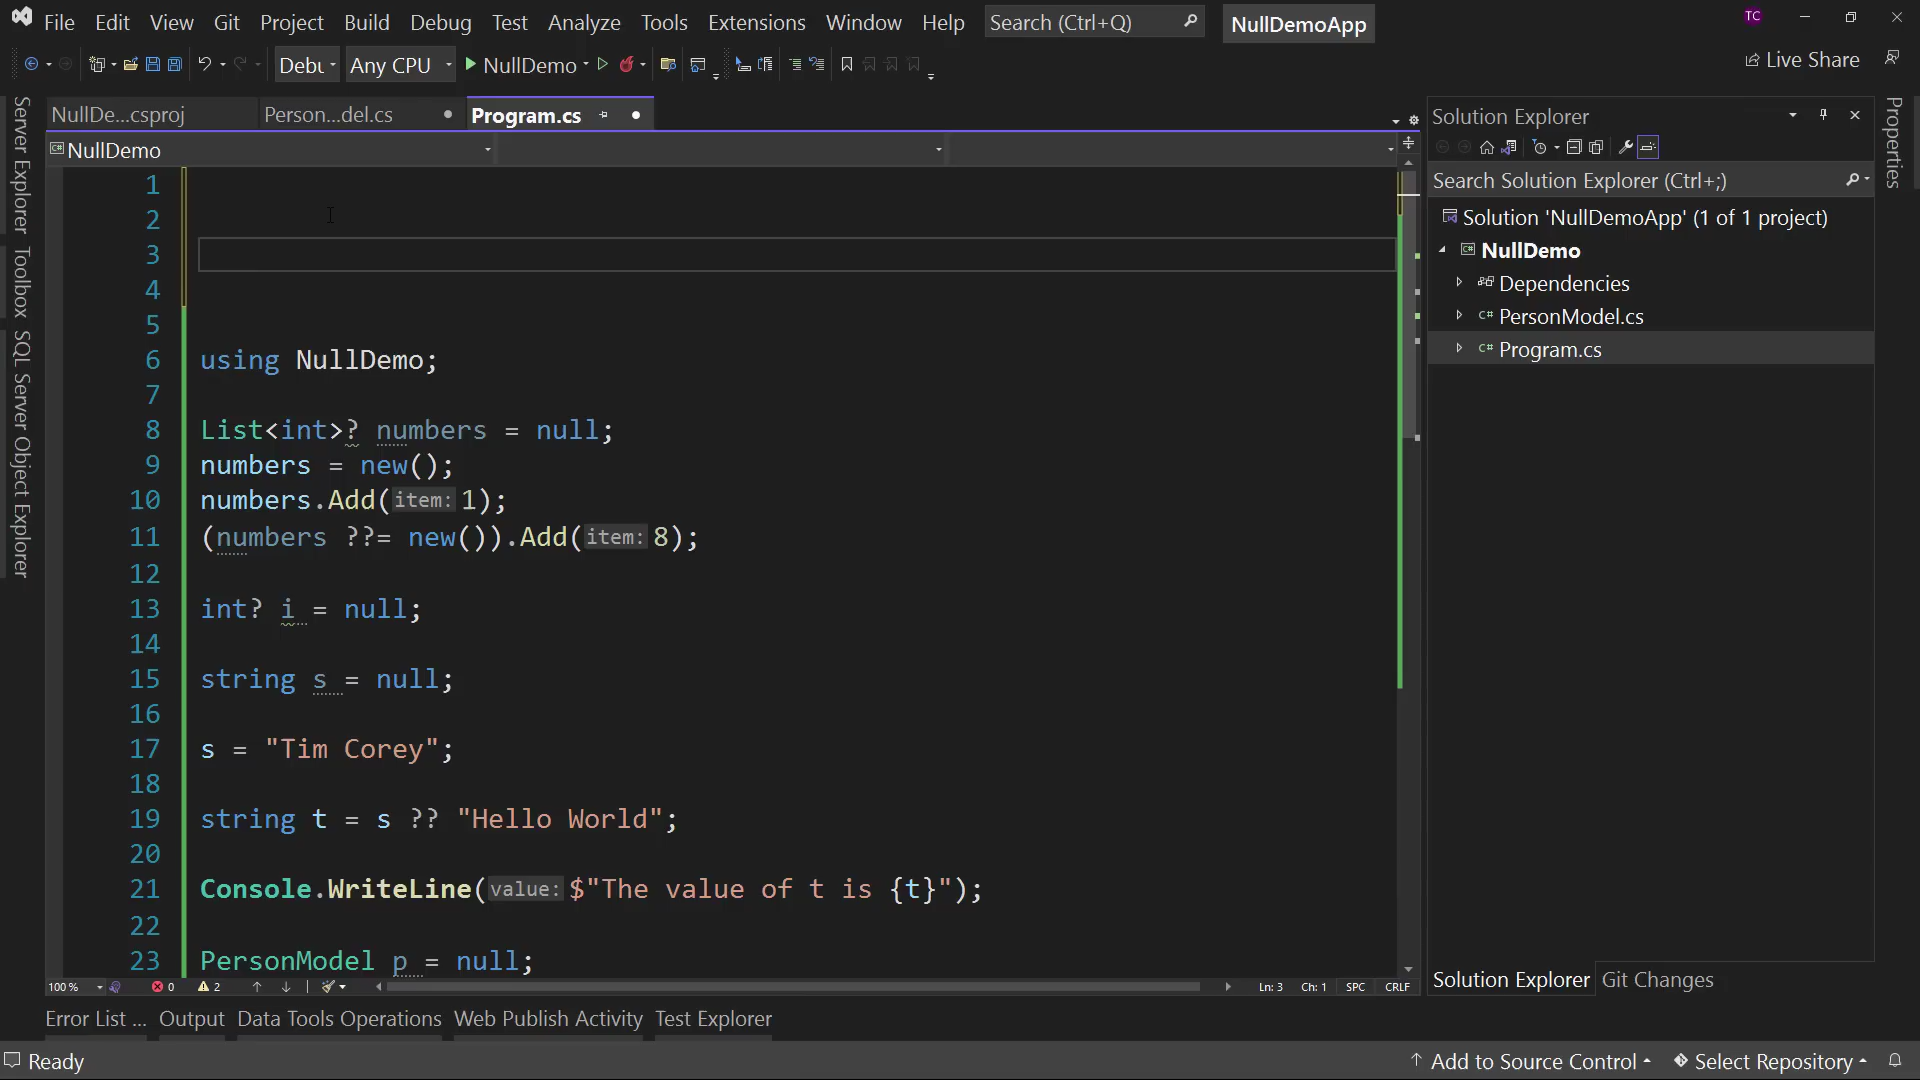 File Edit View Git Project Build Debug Test Analyze Tools Extensions Window Help Search (Ctrl+Q) NullDemoApp TC
Debu Any CPU NullDemo Live Share
NullDe...csproj Person...del.cs Program.cs
NullDemo
Server Explorer
Toolbox
SQL Server Object Explorer
1
2
3
4
5
6 using NullDemo;
7
8 List<int>? numbers = null;
9 numbers = new();
10 numbers.Add(item: 1);
11 (numbers ??= new()).Add(item: 8);
12
13 int? i = null;
14
15 string s = null;
16
17 s = "Tim Corey";
18
19 string t = s ?? "Hello World";
20
21 Console.WriteLine(value: $"The value of t is {t}");
22
23 PersonModel p = null;
100 % 0 2 Ln: 3 Ch: 1 SPC CRLF
Solution Explorer
Search Solution Explorer (Ctrl+;)
Solution 'NullDemoApp' (1 of 1 project)
NullDemo
Dependencies
C# PersonModel.cs
C# Program.cs
Solution Explorer Git Changes
Properties
Error List ... Output Data Tools Operations Web Publish Activity Test Explorer
Ready Add to Source Control Select Repository